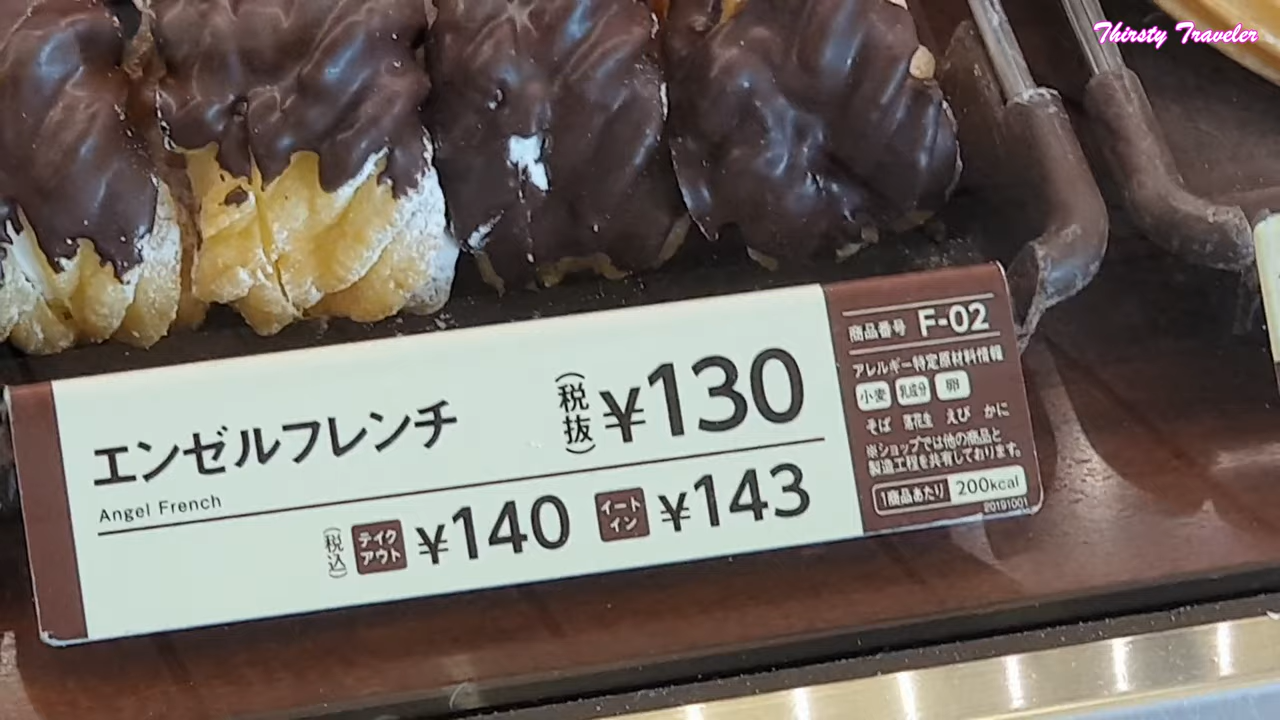 Thirsty Traveler
エンゼルフレンチ
Angel French
(税抜) ¥130
(税込) テイクアウト ¥140 イートイン ¥143
商品番号 F-02
アレルギー特定原材料情報
小麦 乳成分 卵
そば 落花生 えび かに
※ショップでは他の商品と
製造工程を共有しております。
1商品あたり 200kcal
20191001